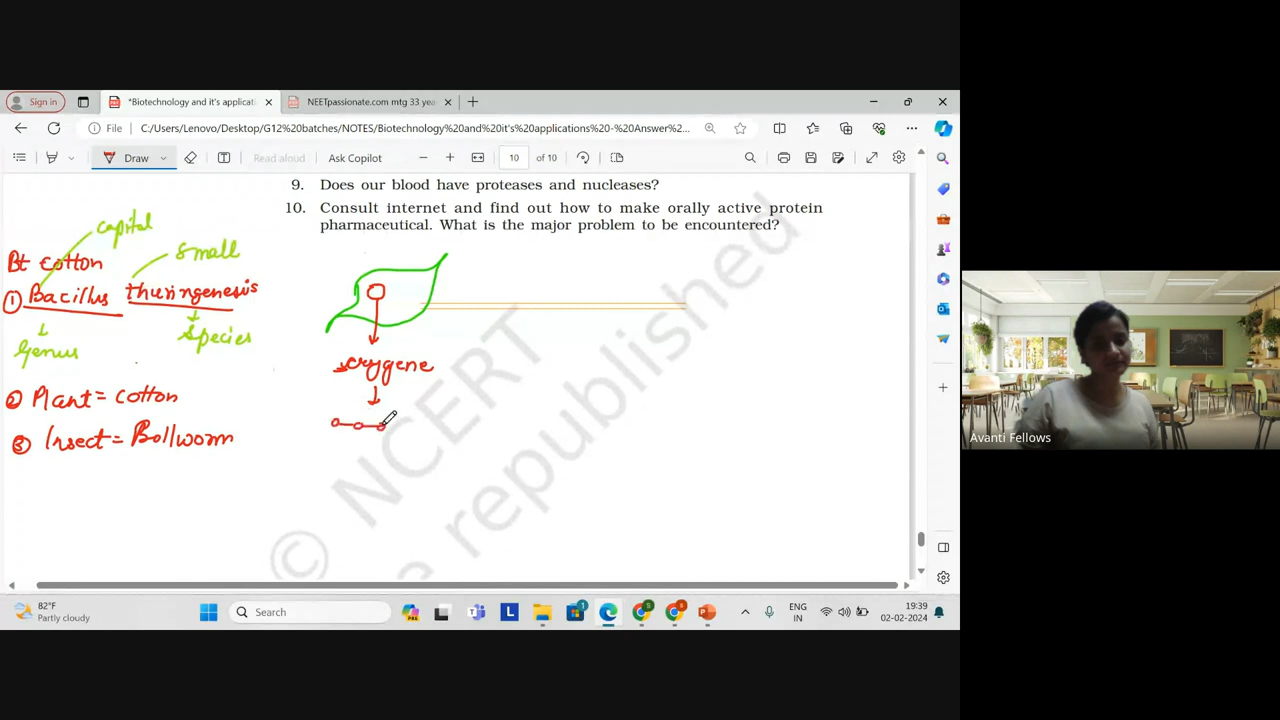 Sign in
*Biotechnology and it's applicati
NEETpassionate.com mtg 33 yea
File
C:/Users/Lenovo/Desktop/G12%20batches/NOTES/Biotechnology%20and%20it's%20applications%20-%20Answer%2...
Draw
Read aloud
Ask Copilot
10
of 10
9. Does our blood have proteases and nucleases?
10. Consult internet and find out how to make orally active protein
pharmaceutical. What is the major problem to be encountered?
capital
small
Bt cotton
① Bacillus thuringenesis
Genus
Species
crygene
② Plant = cotton
③ Insect = Bollworm
© NCERT
e republished
Avanti Fellows
82°F
Partly cloudy
Search
ENG
IN
19:39
02-02-2024